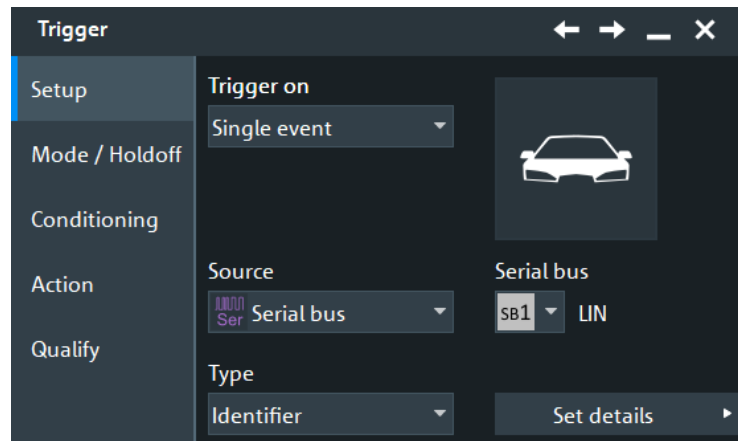 Trigger
Setup
Mode / Holdoff
Conditioning
Action
Qualify
Trigger on
Single event
Source
Ser Serial bus
Serial bus
SB1 LIN
Type
Identifier
Set details